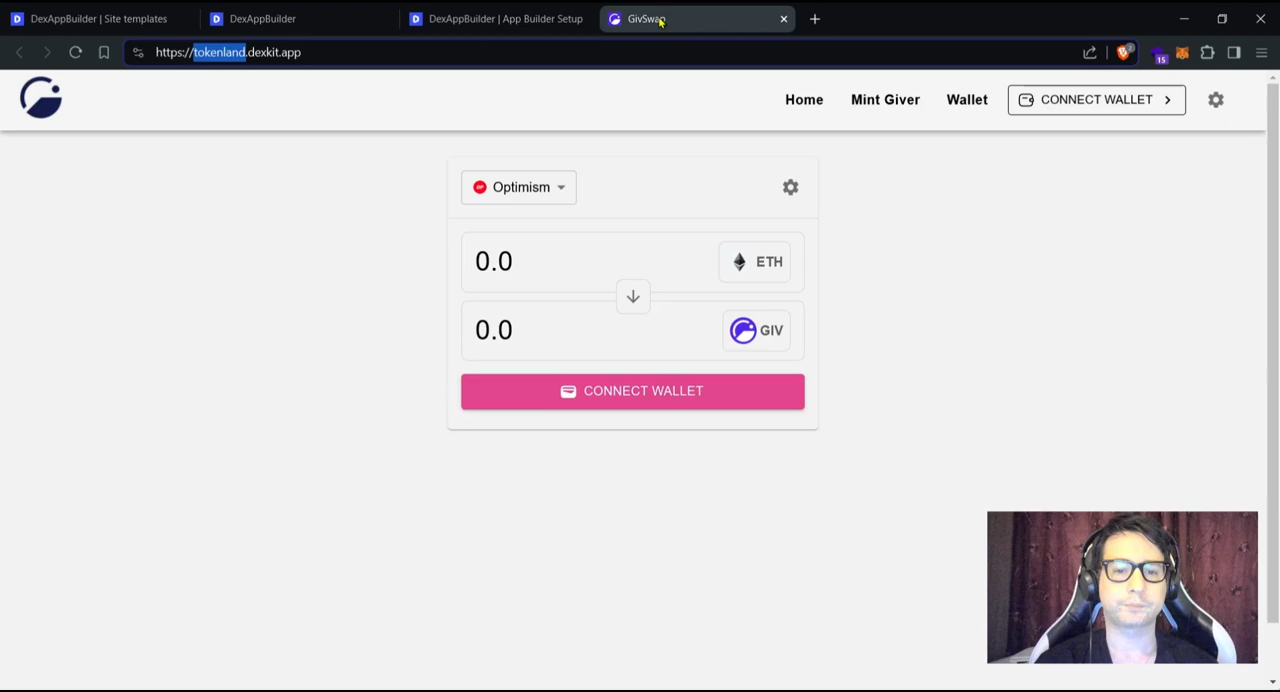 DexAppBuilder | Site templates
DexAppBuilder
DexAppBuilder | App Builder Setup
GivSwap
https://tokenland.dexkit.app
2
15
Home
Mint Giver
Wallet
CONNECT WALLET
Optimism
0.0
ETH
0.0
GIV
CONNECT WALLET